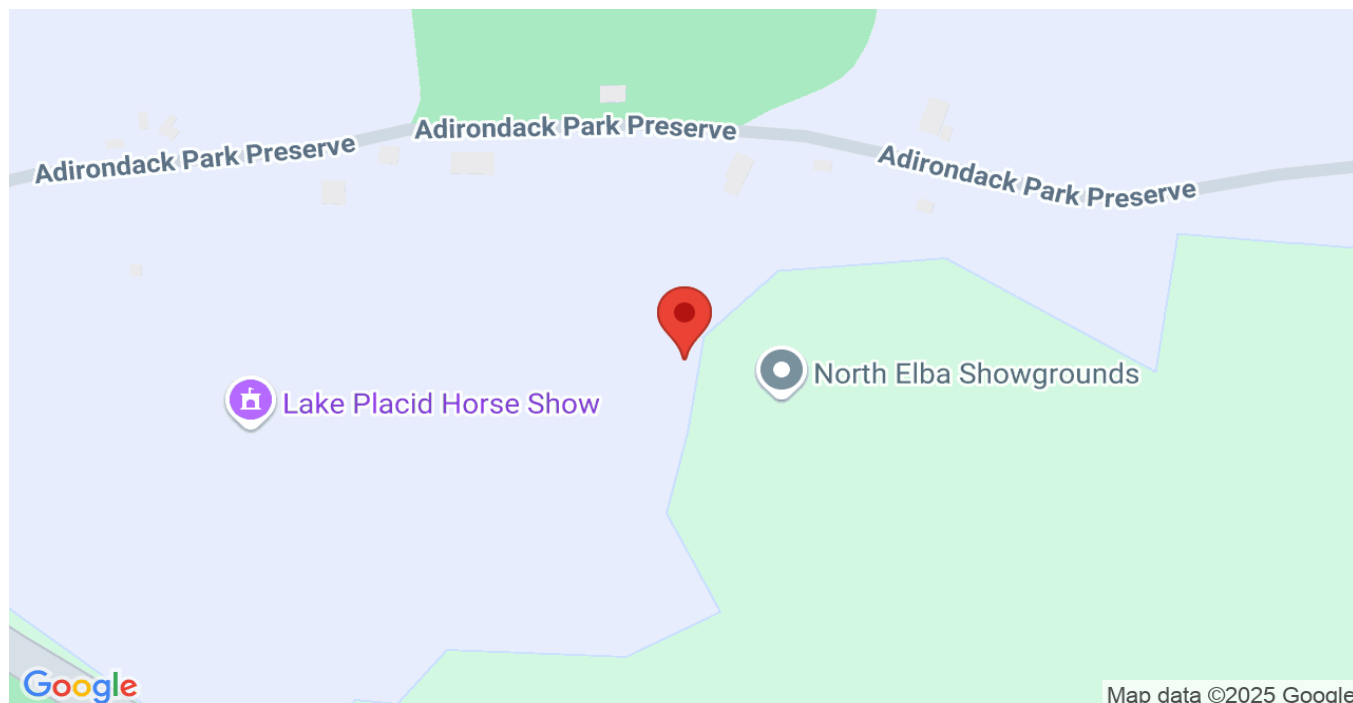 Adirondack Park Preserve
Adirondack Park Preserve
Adirondack Park Preserve
North Elba Showgrounds
Lake Placid Horse Show
Google
Map data ©2025 Google